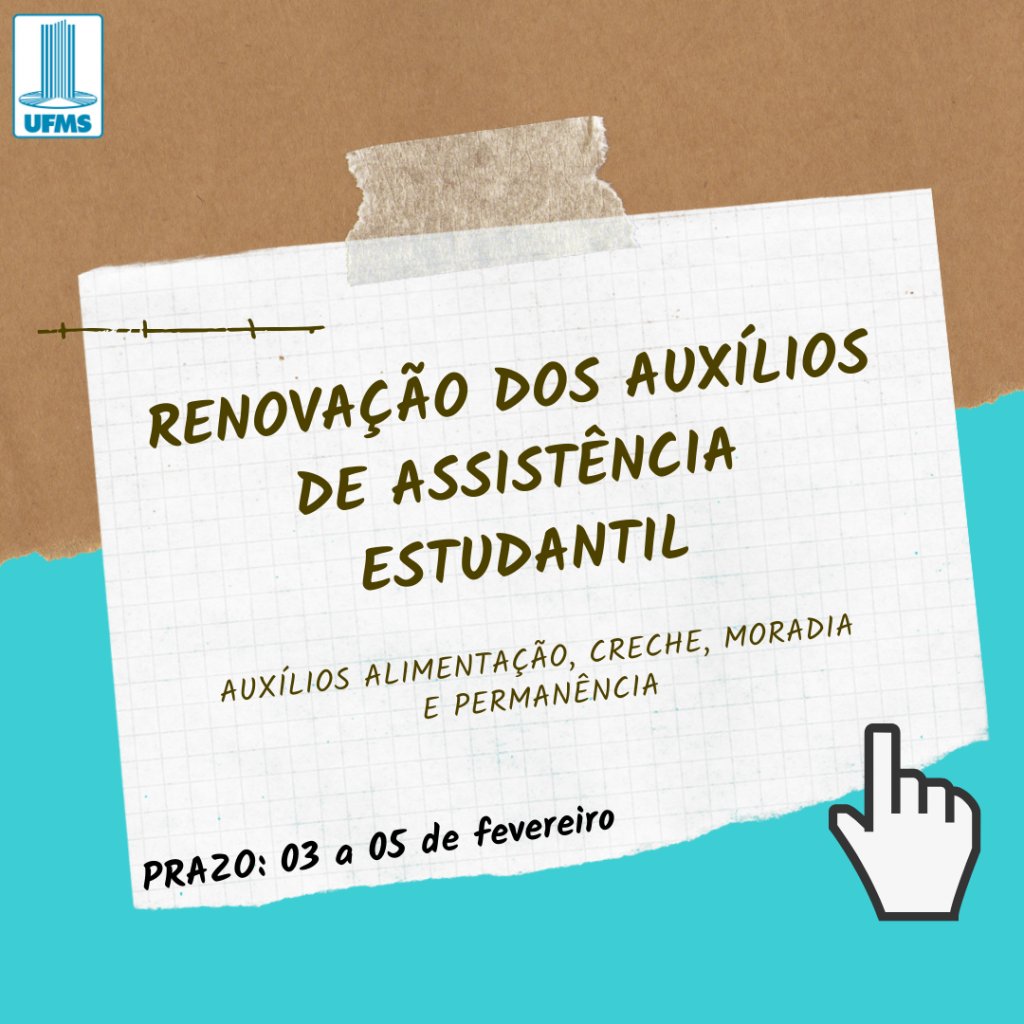 UFMS
RENOVAÇÃO DOS AUXÍLIOS
DE ASSISTÊNCIA
ESTUDANTIL
AUXÍLIOS ALIMENTAÇÃO, CRECHE, MORADIA
E PERMANÊNCIA
PRAZO: 03 a 05 de fevereiro